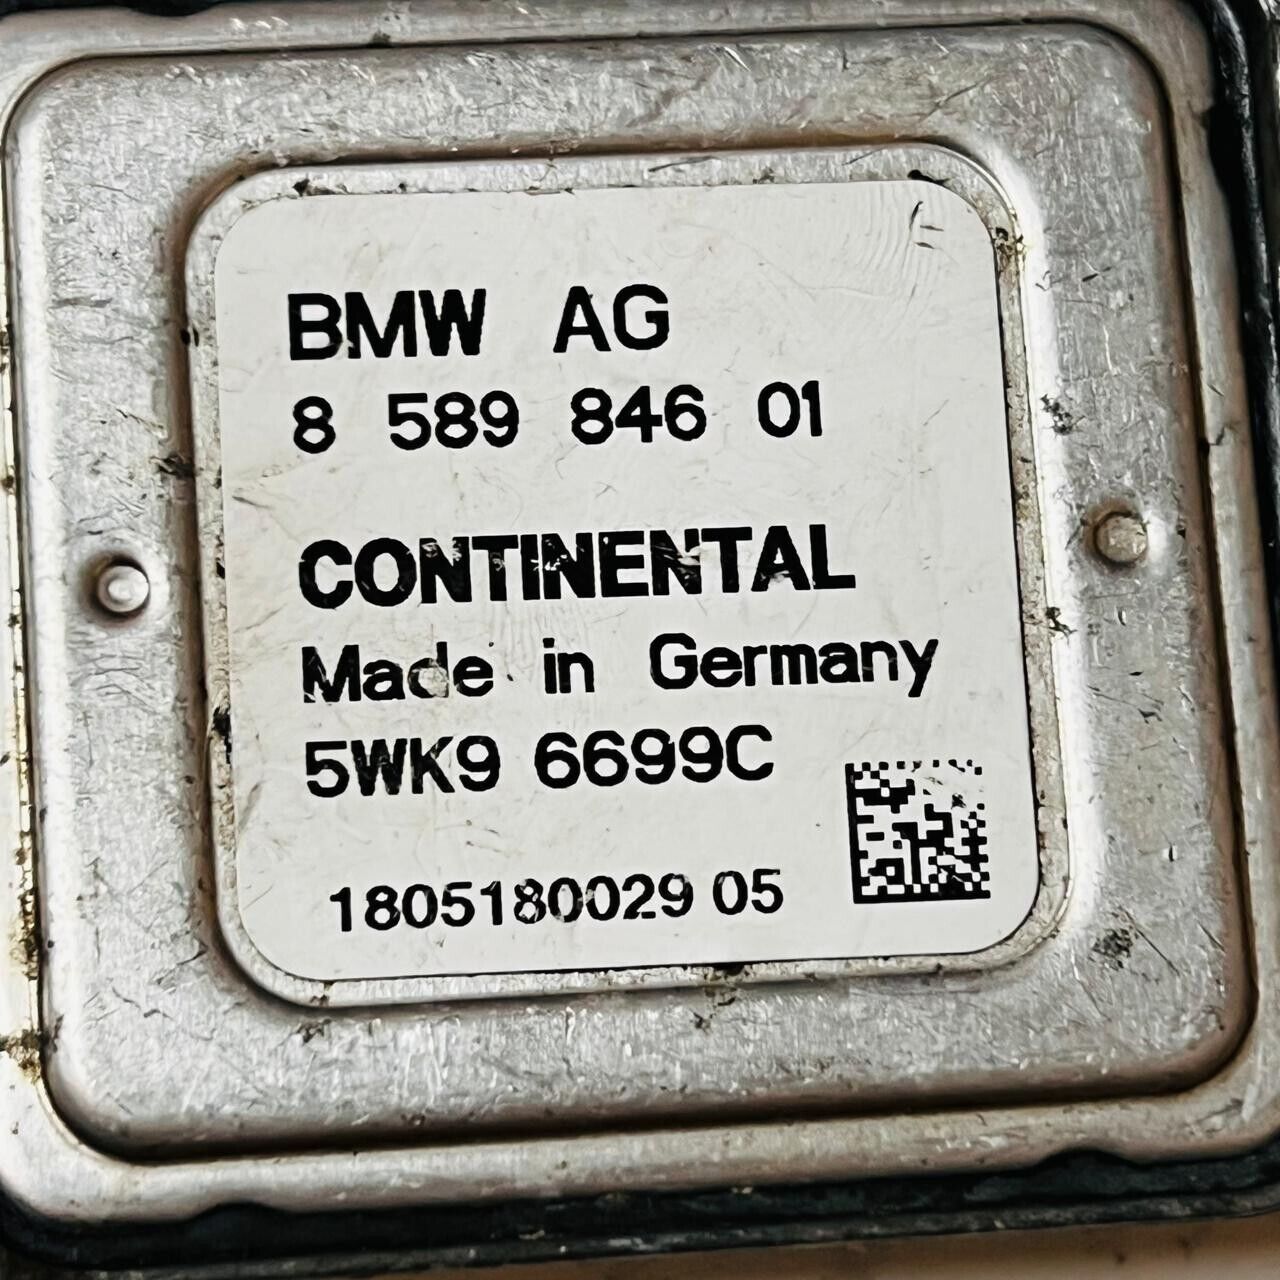 BMW AG
8 589 846 01
CONTINENTAL
Made in Germany
5WK9 6699C
1805180029 05